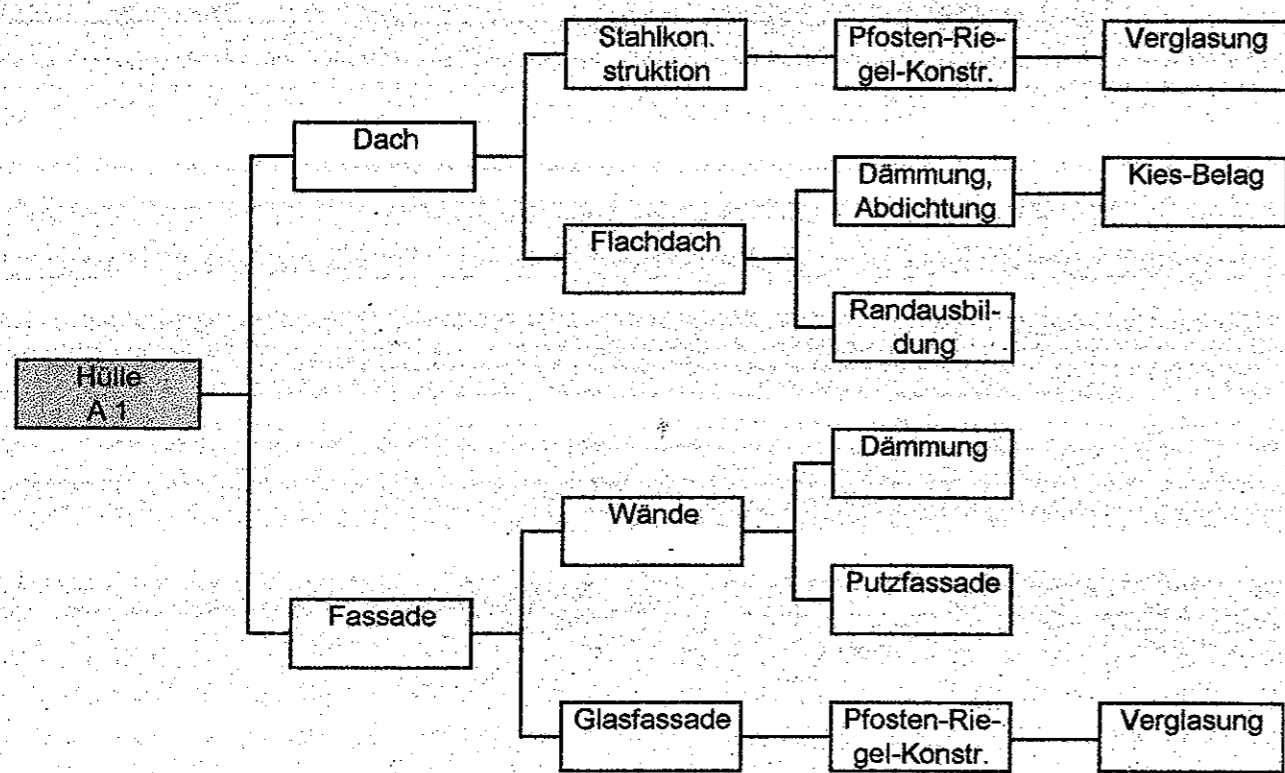 Stahlkon.
struktion
Pfosten-Rie-
gel-Konstr.
Verglasung
Dach
Dämmung,
Abdichtung
Kies-Belag
Flachdach
Randausbil-
dung
Hülle
A 1
Dämmung
Wände
Putzfassade
Fassade
Glasfassade
Pfosten-Rie-
gel-Konstr.
Verglasung